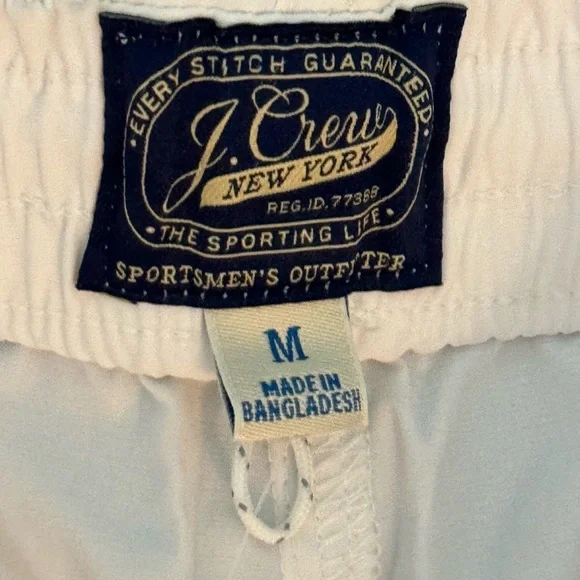 EVERY STITCH GUARANTEED
J. Crew
NEW YORK
REG. ID. 77388
THE SPORTING LIFE
SPORTSMEN'S OUTFITTER
M
MADE IN
BANGLADESH